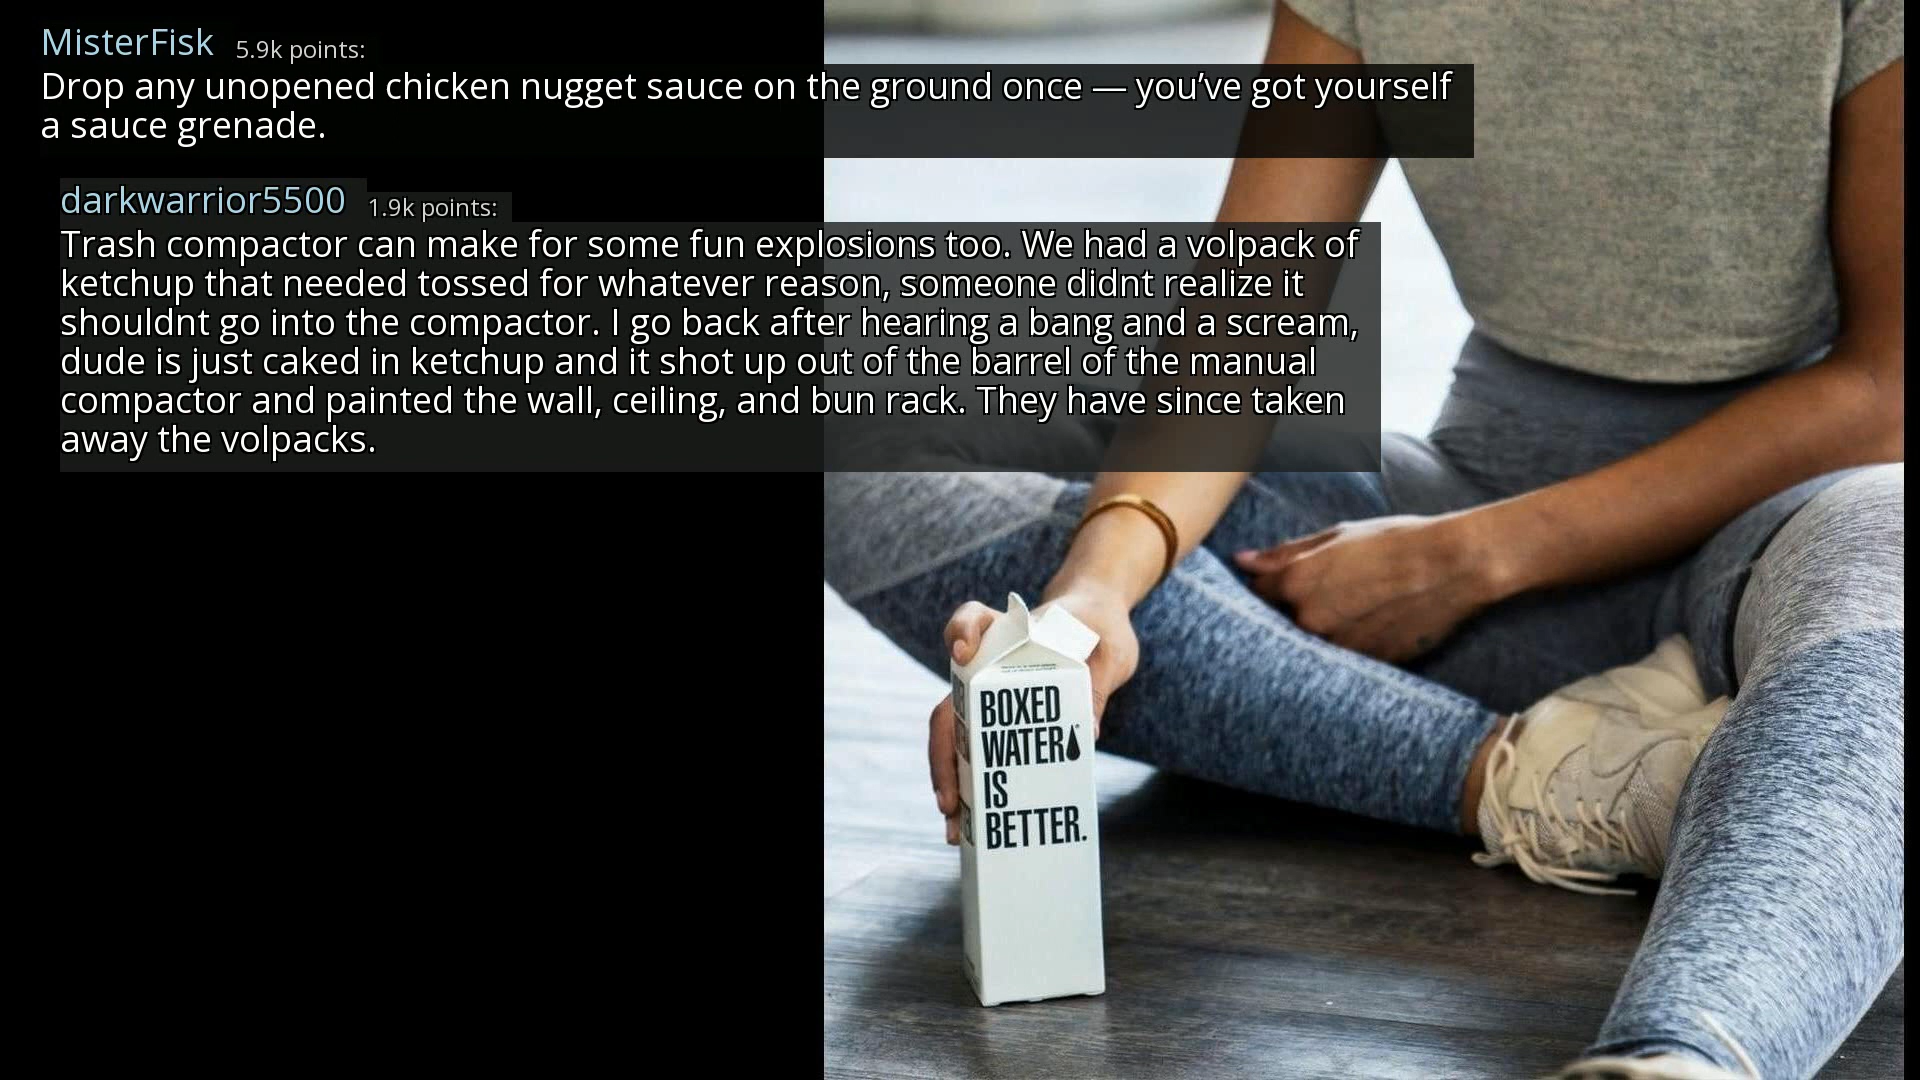 MisterFisk 5.9k points:
Drop any unopened chicken nugget sauce on the ground once — you’ve got yourself
a sauce grenade.
darkwarrior5500 1.9k points:
Trash compactor can make for some fun explosions too. We had a volpack of
ketchup that needed tossed for whatever reason, someone didnt realize it
shouldnt go into the compactor. I go back after hearing a bang and a scream,
dude is just caked in ketchup and it shot up out of the barrel of the manual
compactor and painted the wall, ceiling, and bun rack. They have since taken
away the volpacks.
BOXED
WATER
IS
BETTER.